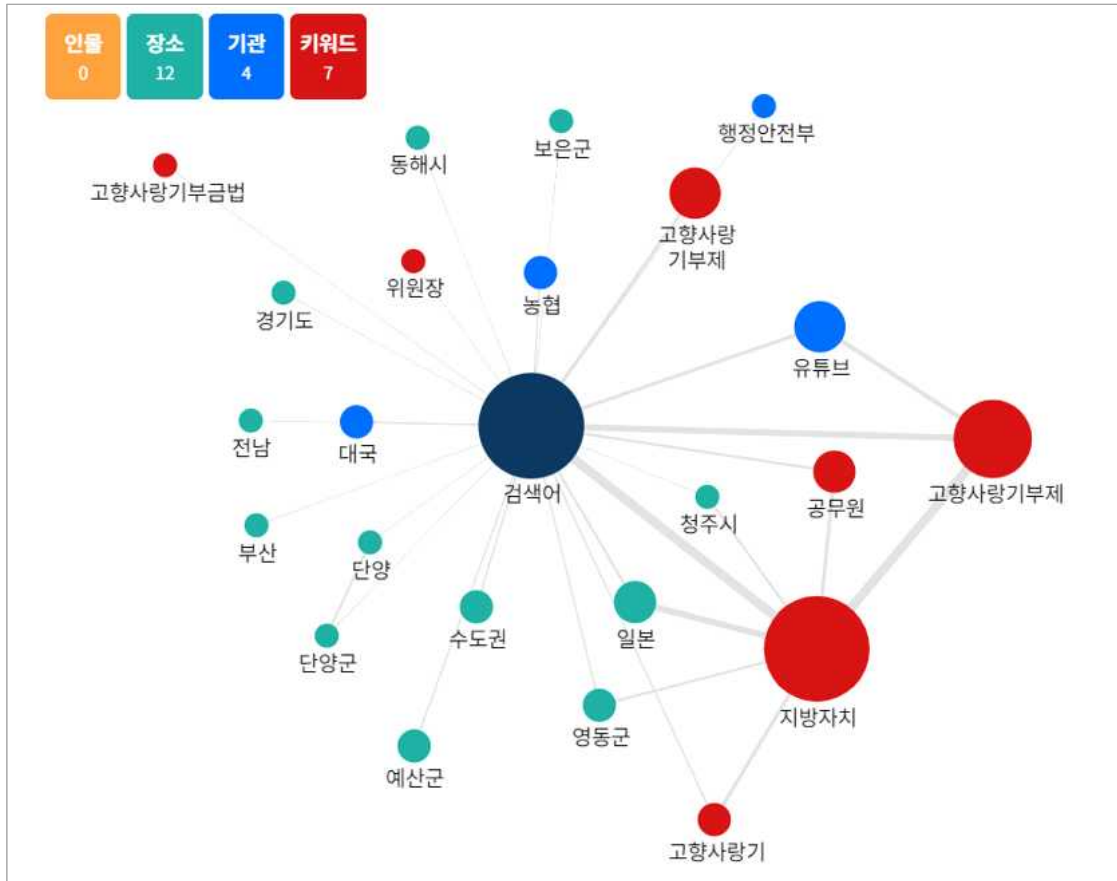 인물
0
장소
12
기관
4
키워드
7
행정안전부
보은군
동해시
고향사랑기부금법
고향사랑
기부제
위원장
농협
경기도
유튜브
전남
대국
검색어
고향사랑기부제
공무원
청주시
부산
단양
수도권
일본
단양군
지방자치
영동군
예산군
고향사랑기